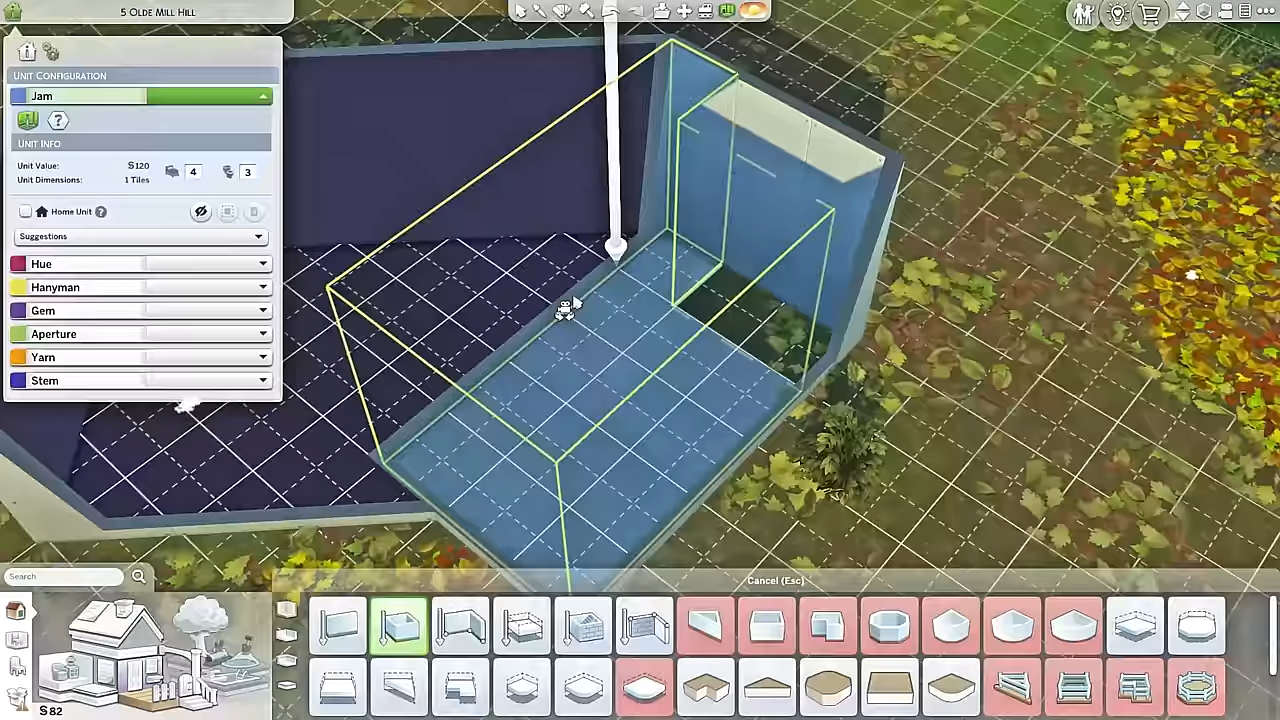 5 Olde Mill Hill
Unit Configuration
Jam
Unit Info
Unit Value: §120
4
3
Unit Dimensions: 1 Tiles
Home Unit
Suggestions
Hue
Hanyman
Gem
Aperture
Yarn
Stem
Search
Cancel (Esc)
§82